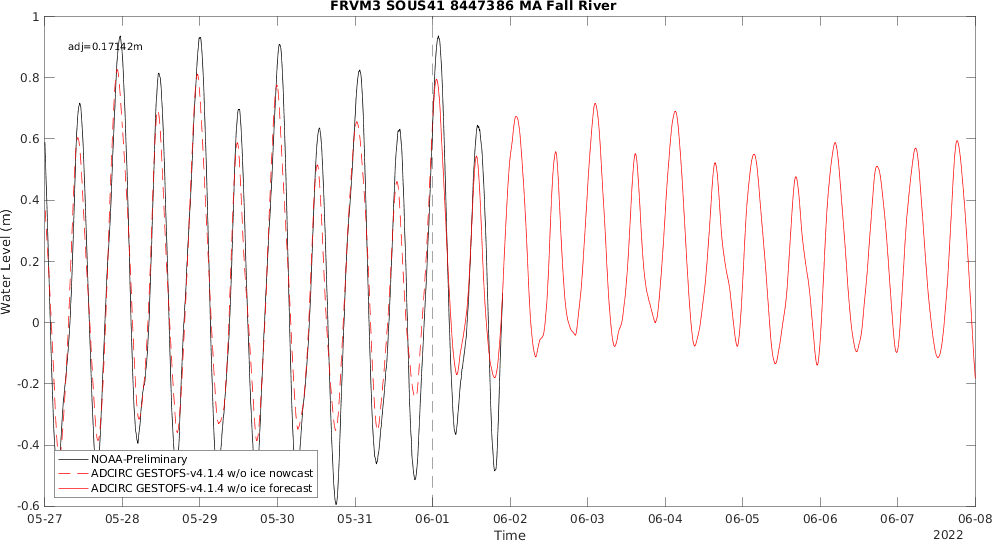 FRVM3 SOUS41 8447386 MA Fall River
adj=0.17142m
Water Level (m)
1
0.8
0.6
0.4
0.2
0
-0.2
-0.4
-0.6
NOAA-Preliminary
ADCIRC GESTOFS-v4.1.4 w/o ice nowcast
ADCIRC GESTOFS-v4.1.4 w/o ice forecast
05-27 05-28 05-29 05-30 05-31 06-01 06-02 06-03 06-04 06-05 06-06 06-07 06-08
Time
2022